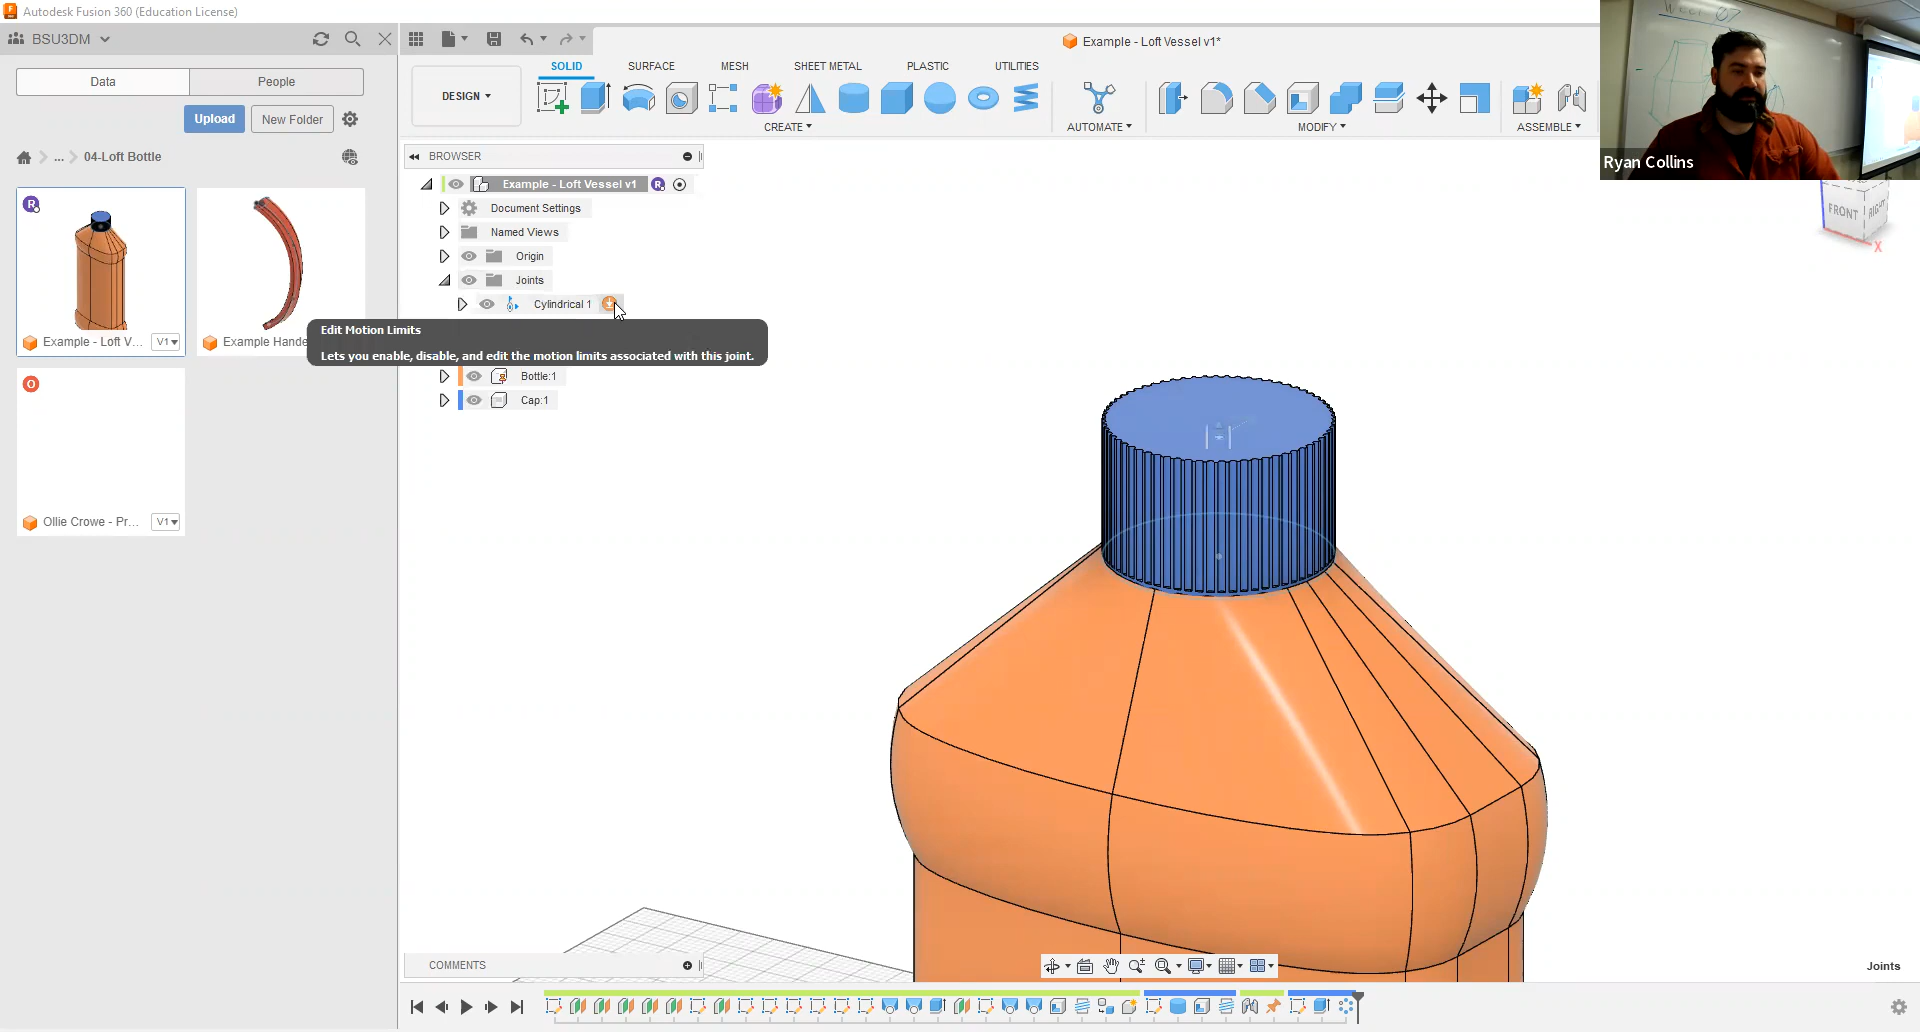 Autodesk Fusion 360 (Education License)
BSU3DM
Data
People
Upload
New Folder
... 04-Loft Bottle
R
Example - Loft V...
V1
Example Hande
O
Ollie Crowe - Pr...
V1
Example - Loft Vessel v1*
SOLID
SURFACE
MESH
SHEET METAL
PLASTIC
UTILITIES
DESIGN
CREATE
AUTOMATE
MODIFY
ASSEMBLE
BROWSER
Example - Loft Vessel v1
R
Document Settings
Named Views
Origin
Joints
Cylindrical 1
Edit Motion Limits
Lets you enable, disable, and edit the motion limits associated with this joint.
Bottle:1
Cap:1
COMMENTS
Joints
Ryan Collins
FRONT
RIGHT
X